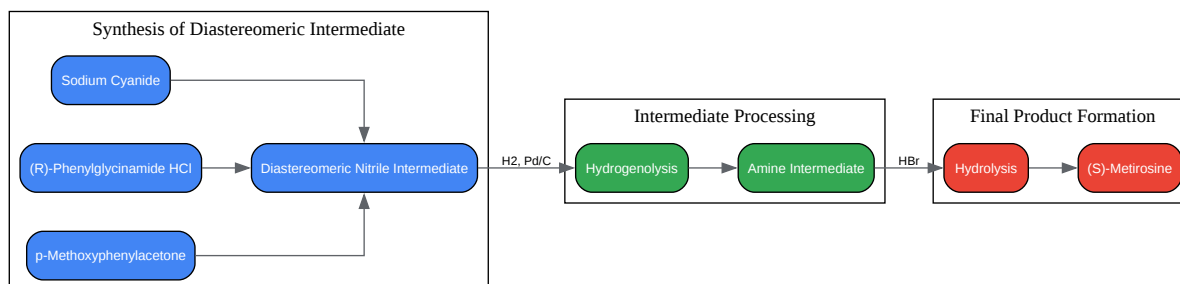 Synthesis of Diastereomeric Intermediate
Sodium Cyanide
(R)-Phenylglycinamide HCl
Diastereomeric Nitrile Intermediate
p-Methoxyphenylacetone
H2, Pd/C
Intermediate Processing
Hydrogenolysis
Amine Intermediate
HBr
Final Product Formation
Hydrolysis
(S)-Metirosine